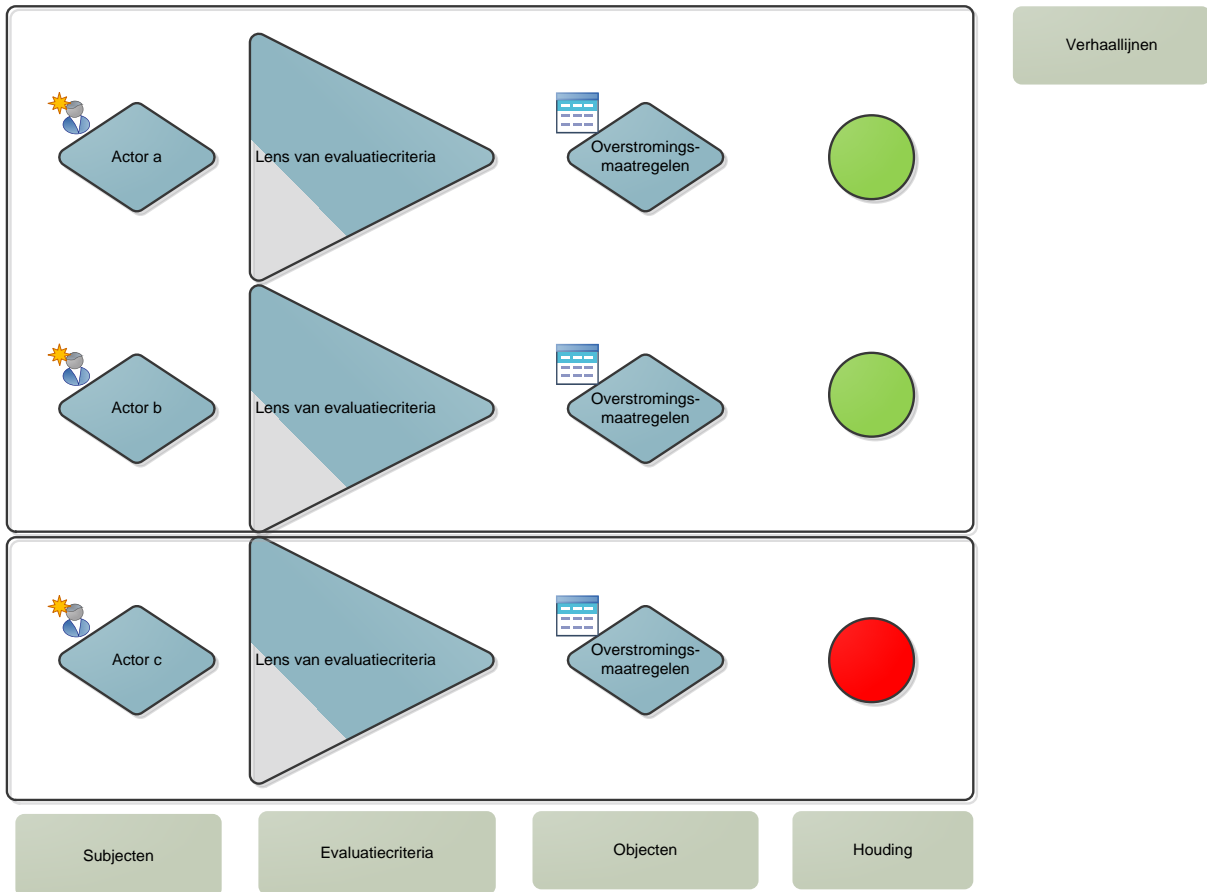 Verhaallijnen
Actor a
Lens van evaluatiecriteria
Overstromings-
maatregelen
Actor b
Lens van evaluatiecriteria
Overstromings-
maatregelen
Actor c
Lens van evaluatiecriteria
Overstromings-
maatregelen
Subjecten
Evaluatiecriteria
Objecten
Houding